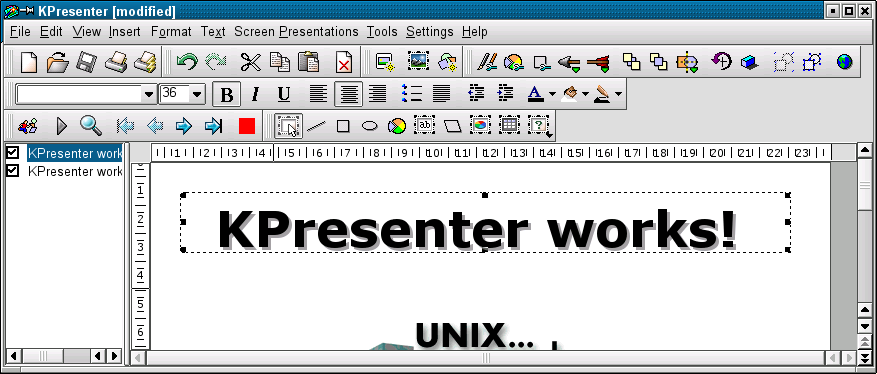 KPresenter [modified]
File Edit View Insert Format Text Screen Presentations Tools Settings Help
36
B I U A
ab ?
1 2 3 4 5 6 7 8 9 10 11 12 13 14 15 16 17 18 19 20 21 22 23
KPresenter work
KPresenter work
1
2
3
4
5
6
KPresenter works!
UNIX...